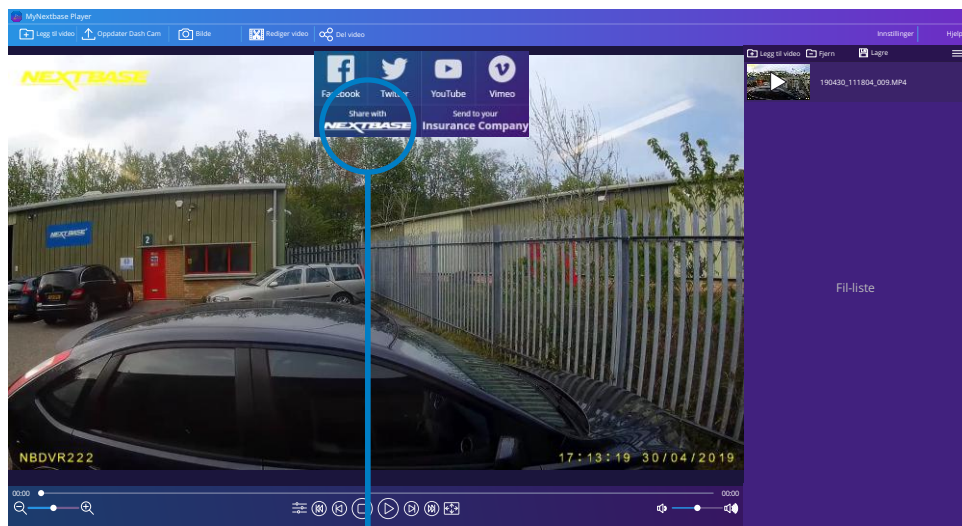 MyNextbase Player
Legg til video Oppdater Dash Cam Bilde Rediger video Del video Innstillinger Hjelp
Legg til video Fjern Lagre
NEXTBASE
Facebook Twitter YouTube Vimeo
Share with
NEXTBASE
Send to your
Insurance Company
190430_111804_009.MP4
NEXTBASE
2
Fil-liste
NBDVR222
17:13:19 30/04/2019
00:00 00:00